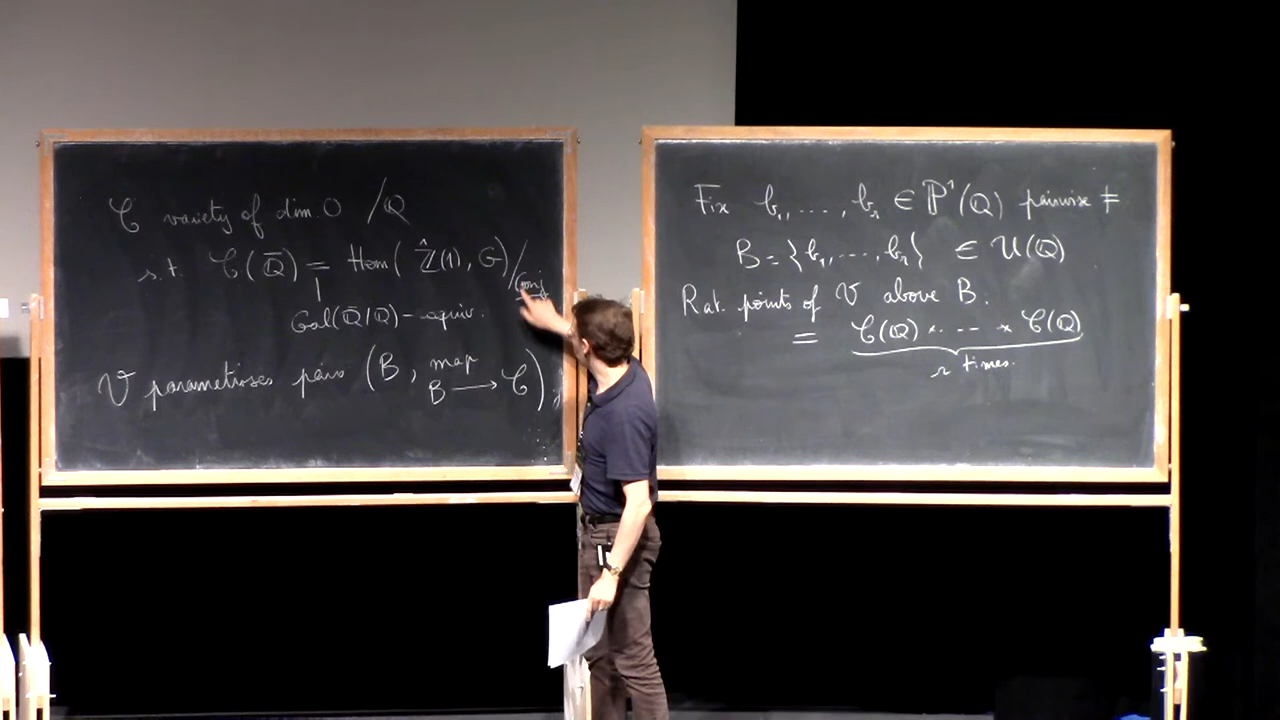 𝒞 variety of dim. 0 /ℚ
s.t. 𝒞(ℚ̄) = Hom(ℤ̂(1), G)/conj
Gal(ℚ̄/ℚ)-equiv.
𝒱 parametrises pairs (B, map B → 𝒞)
Fix b₁, ..., bᵣ ∈ ℙ¹(ℚ) pairwise ≠
B = {b₁, ..., bᵣ} ∈ 𝒰(ℚ)
Rat. points of 𝒱 above B.
= 𝒞(ℚ) × ... × 𝒞(ℚ)
r times.